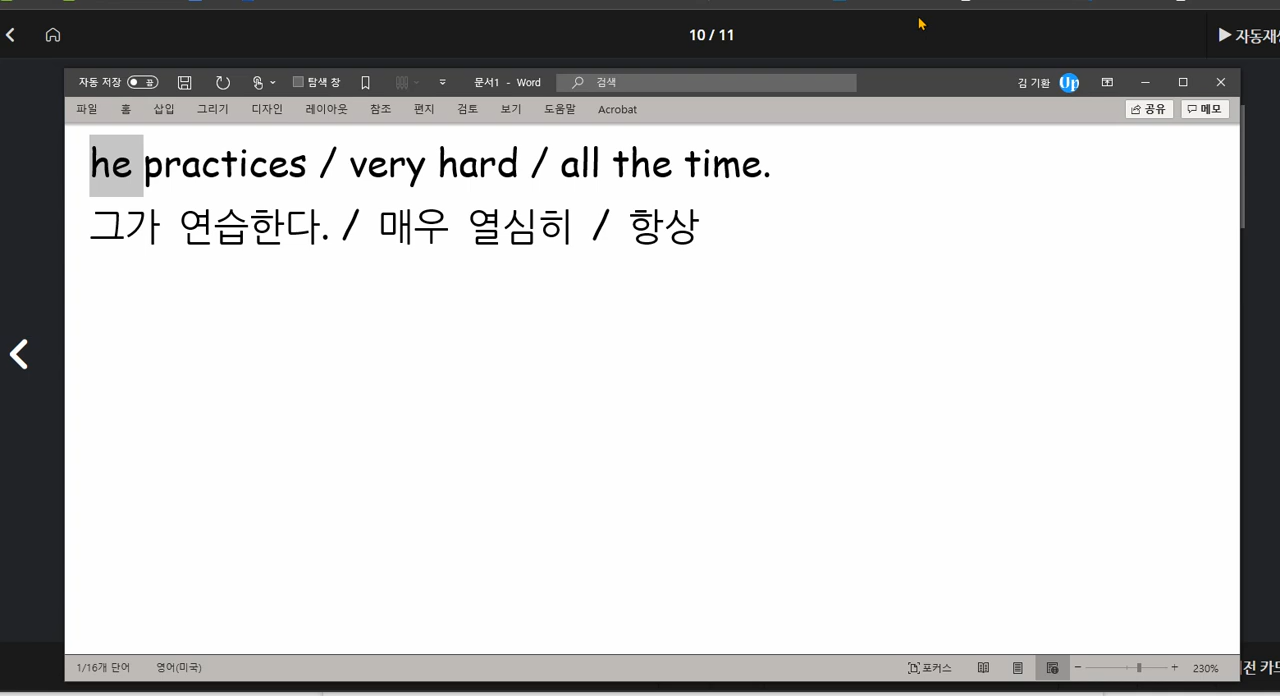 10 / 11
▶ 자동재생
자동 저장 끔 탐색 창 문서1 - Word 검색 김 기환 Up
파일 홈 삽입 그리기 디자인 레이아웃 참조 편지 검토 보기 도움말 Acrobat 공유 메모
he practices / very hard / all the time.
그가 연습한다. / 매우 열심히 / 항상
1/16개 단어 영어(미국) 포커스 - + 230%
전 카드